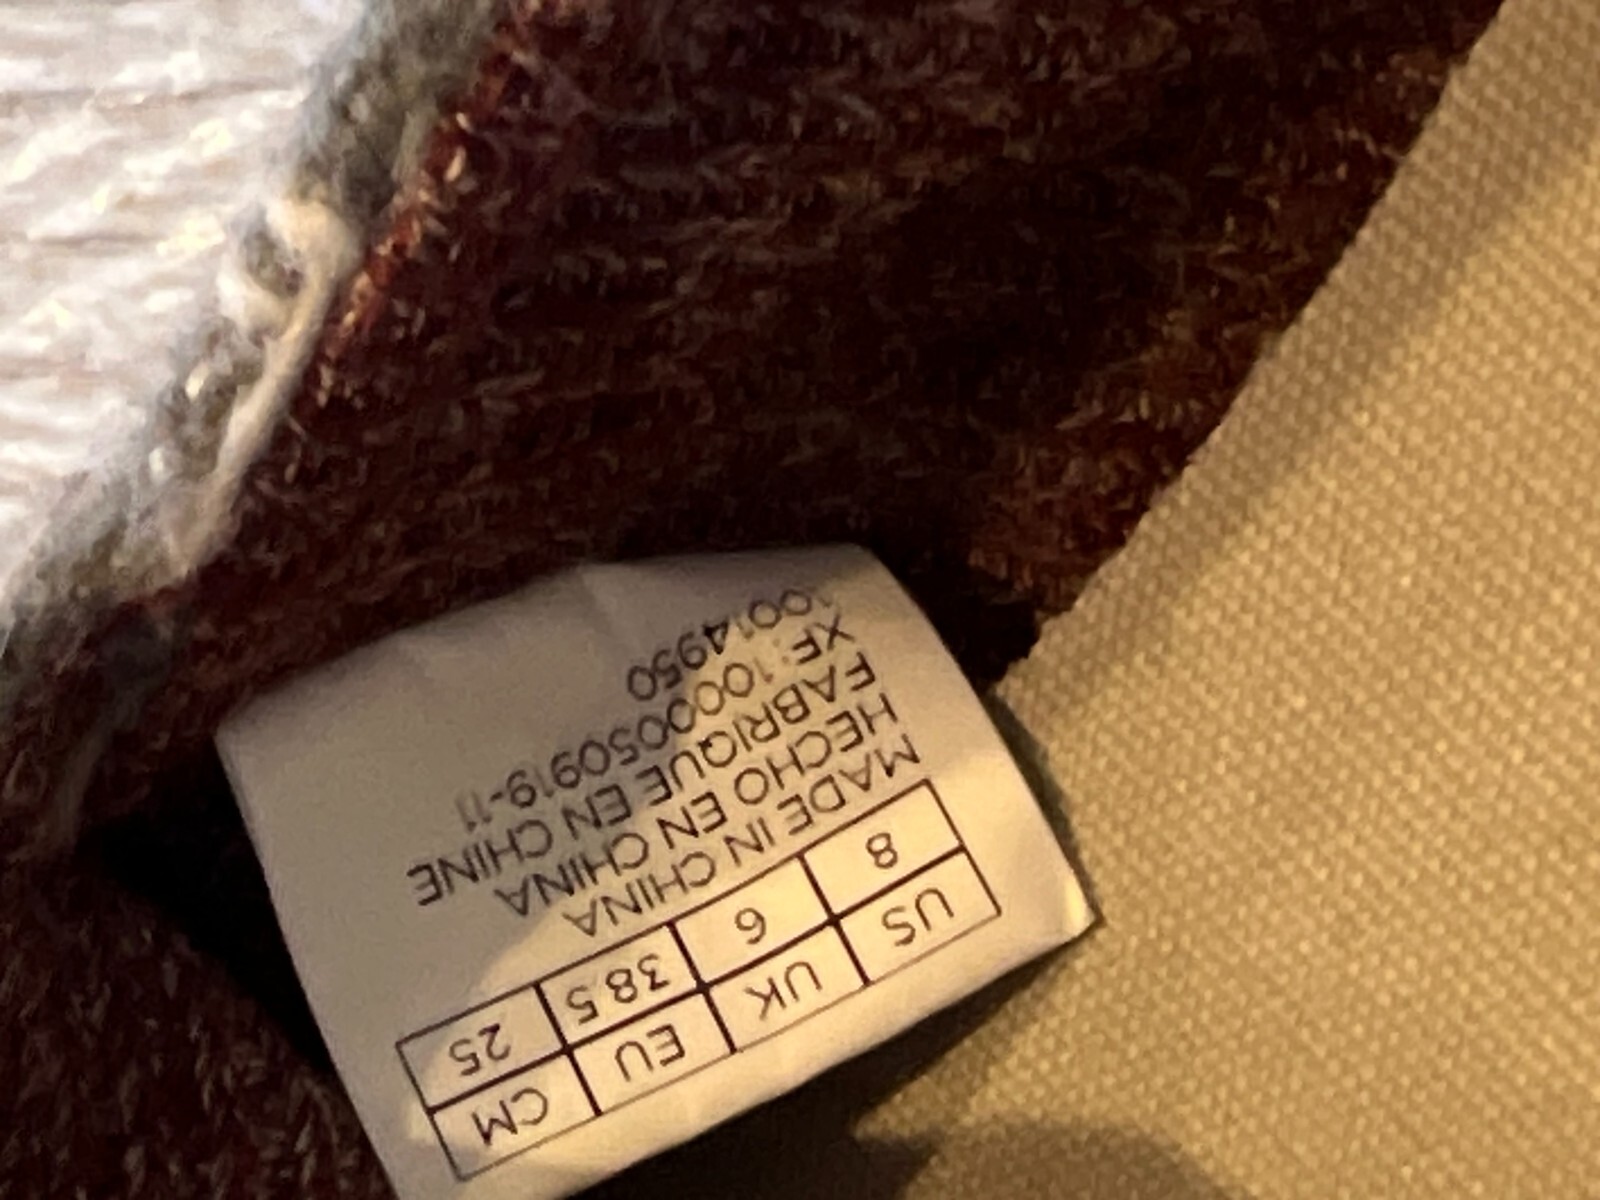 US UK EU CM
8 6 38.5 25
MADE IN CHINA
HECHO EN CHINA
FABRIQUE EN CHINE
XF:1000050919-11
10014950